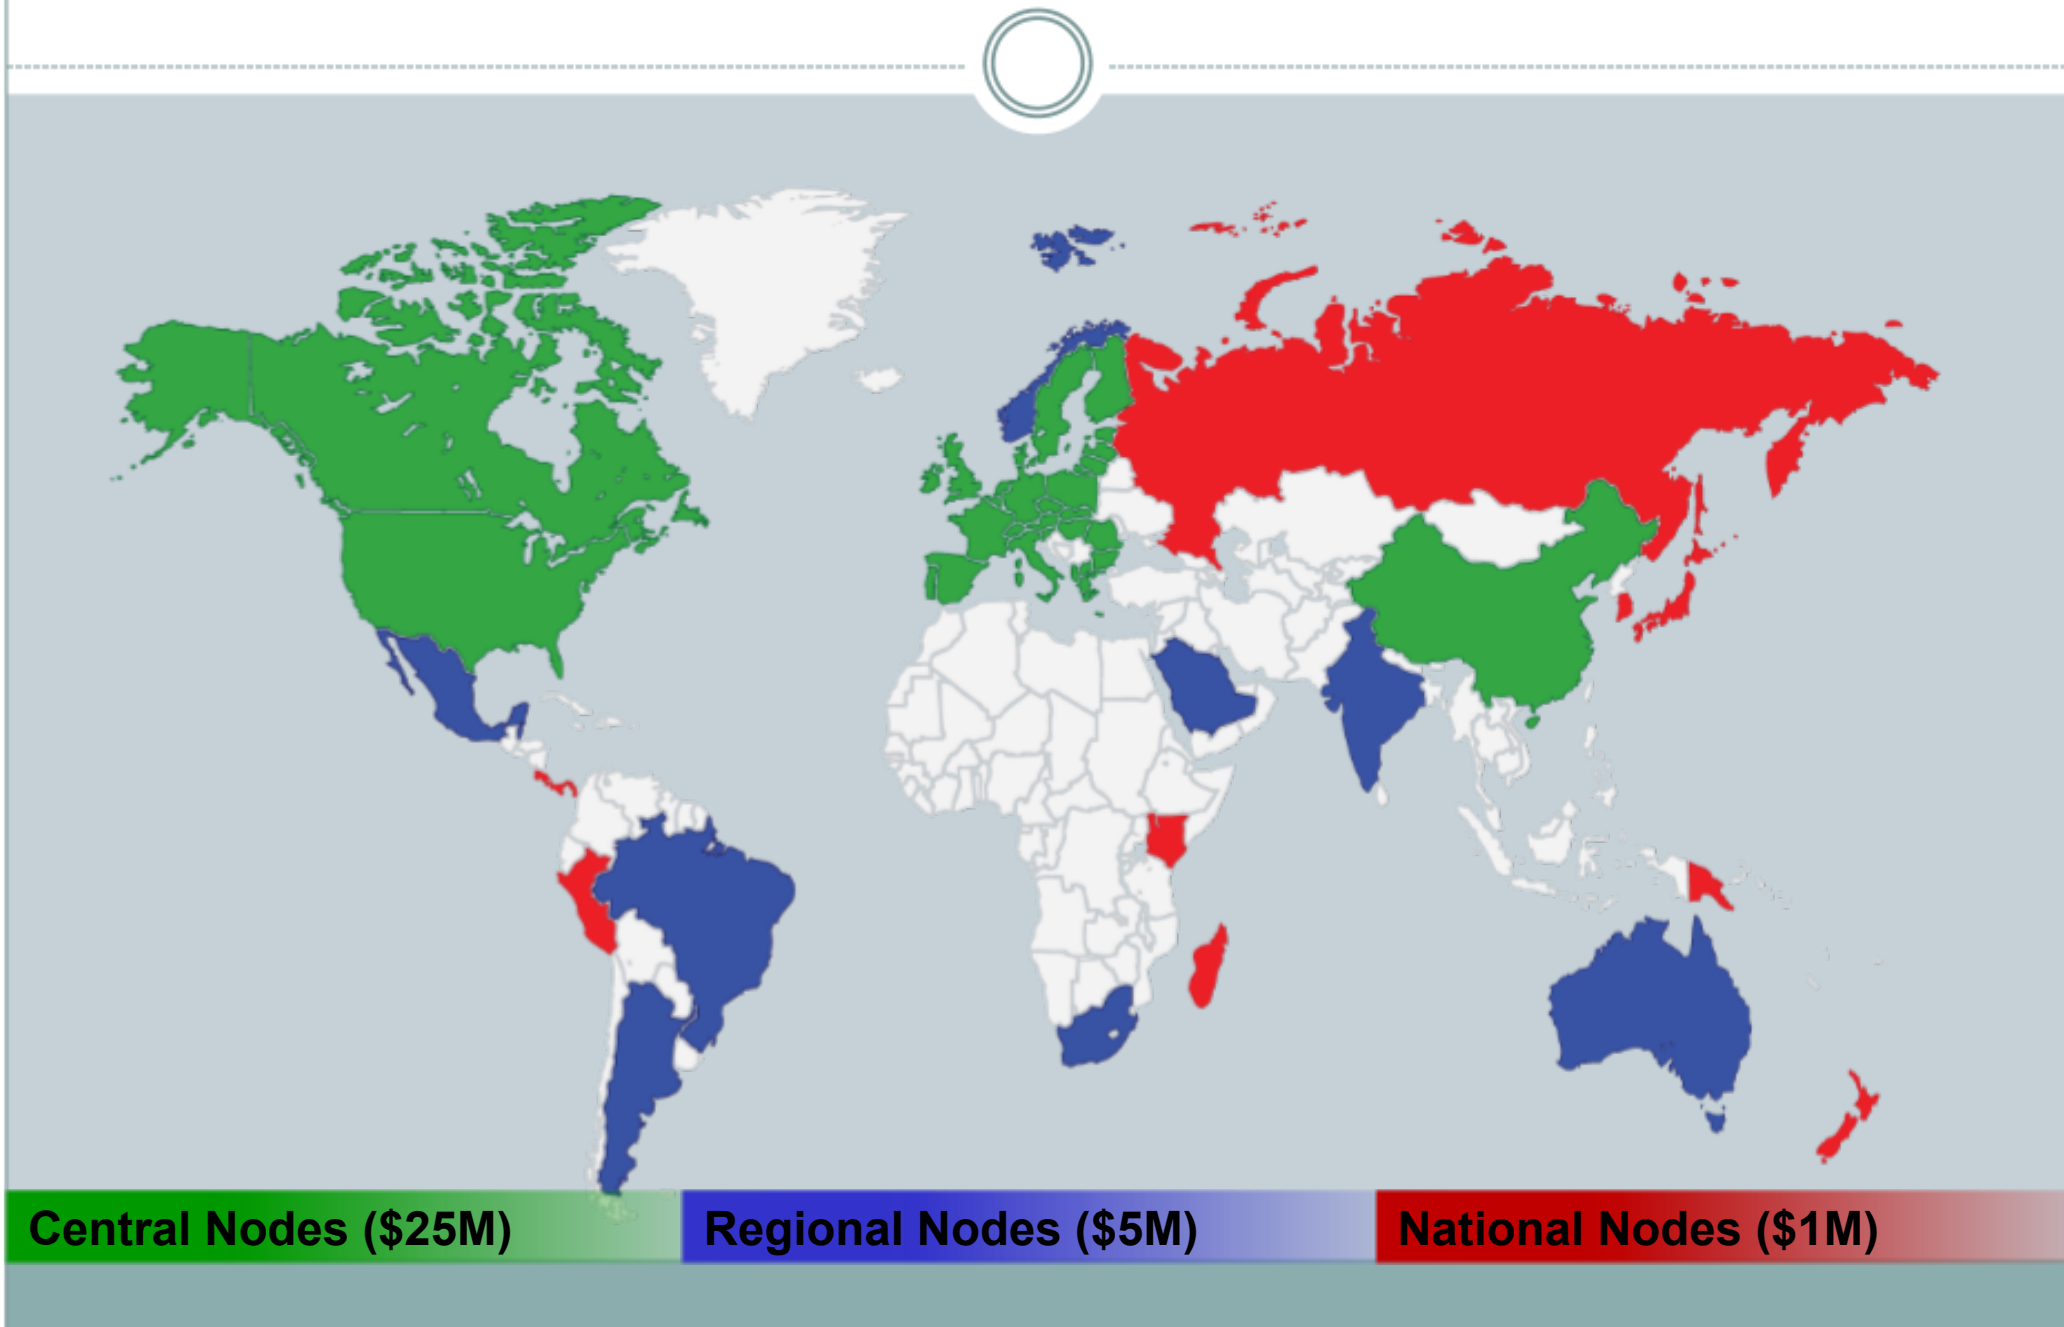 Central Nodes ($25M)
Regional Nodes ($5M)
National Nodes ($1M)